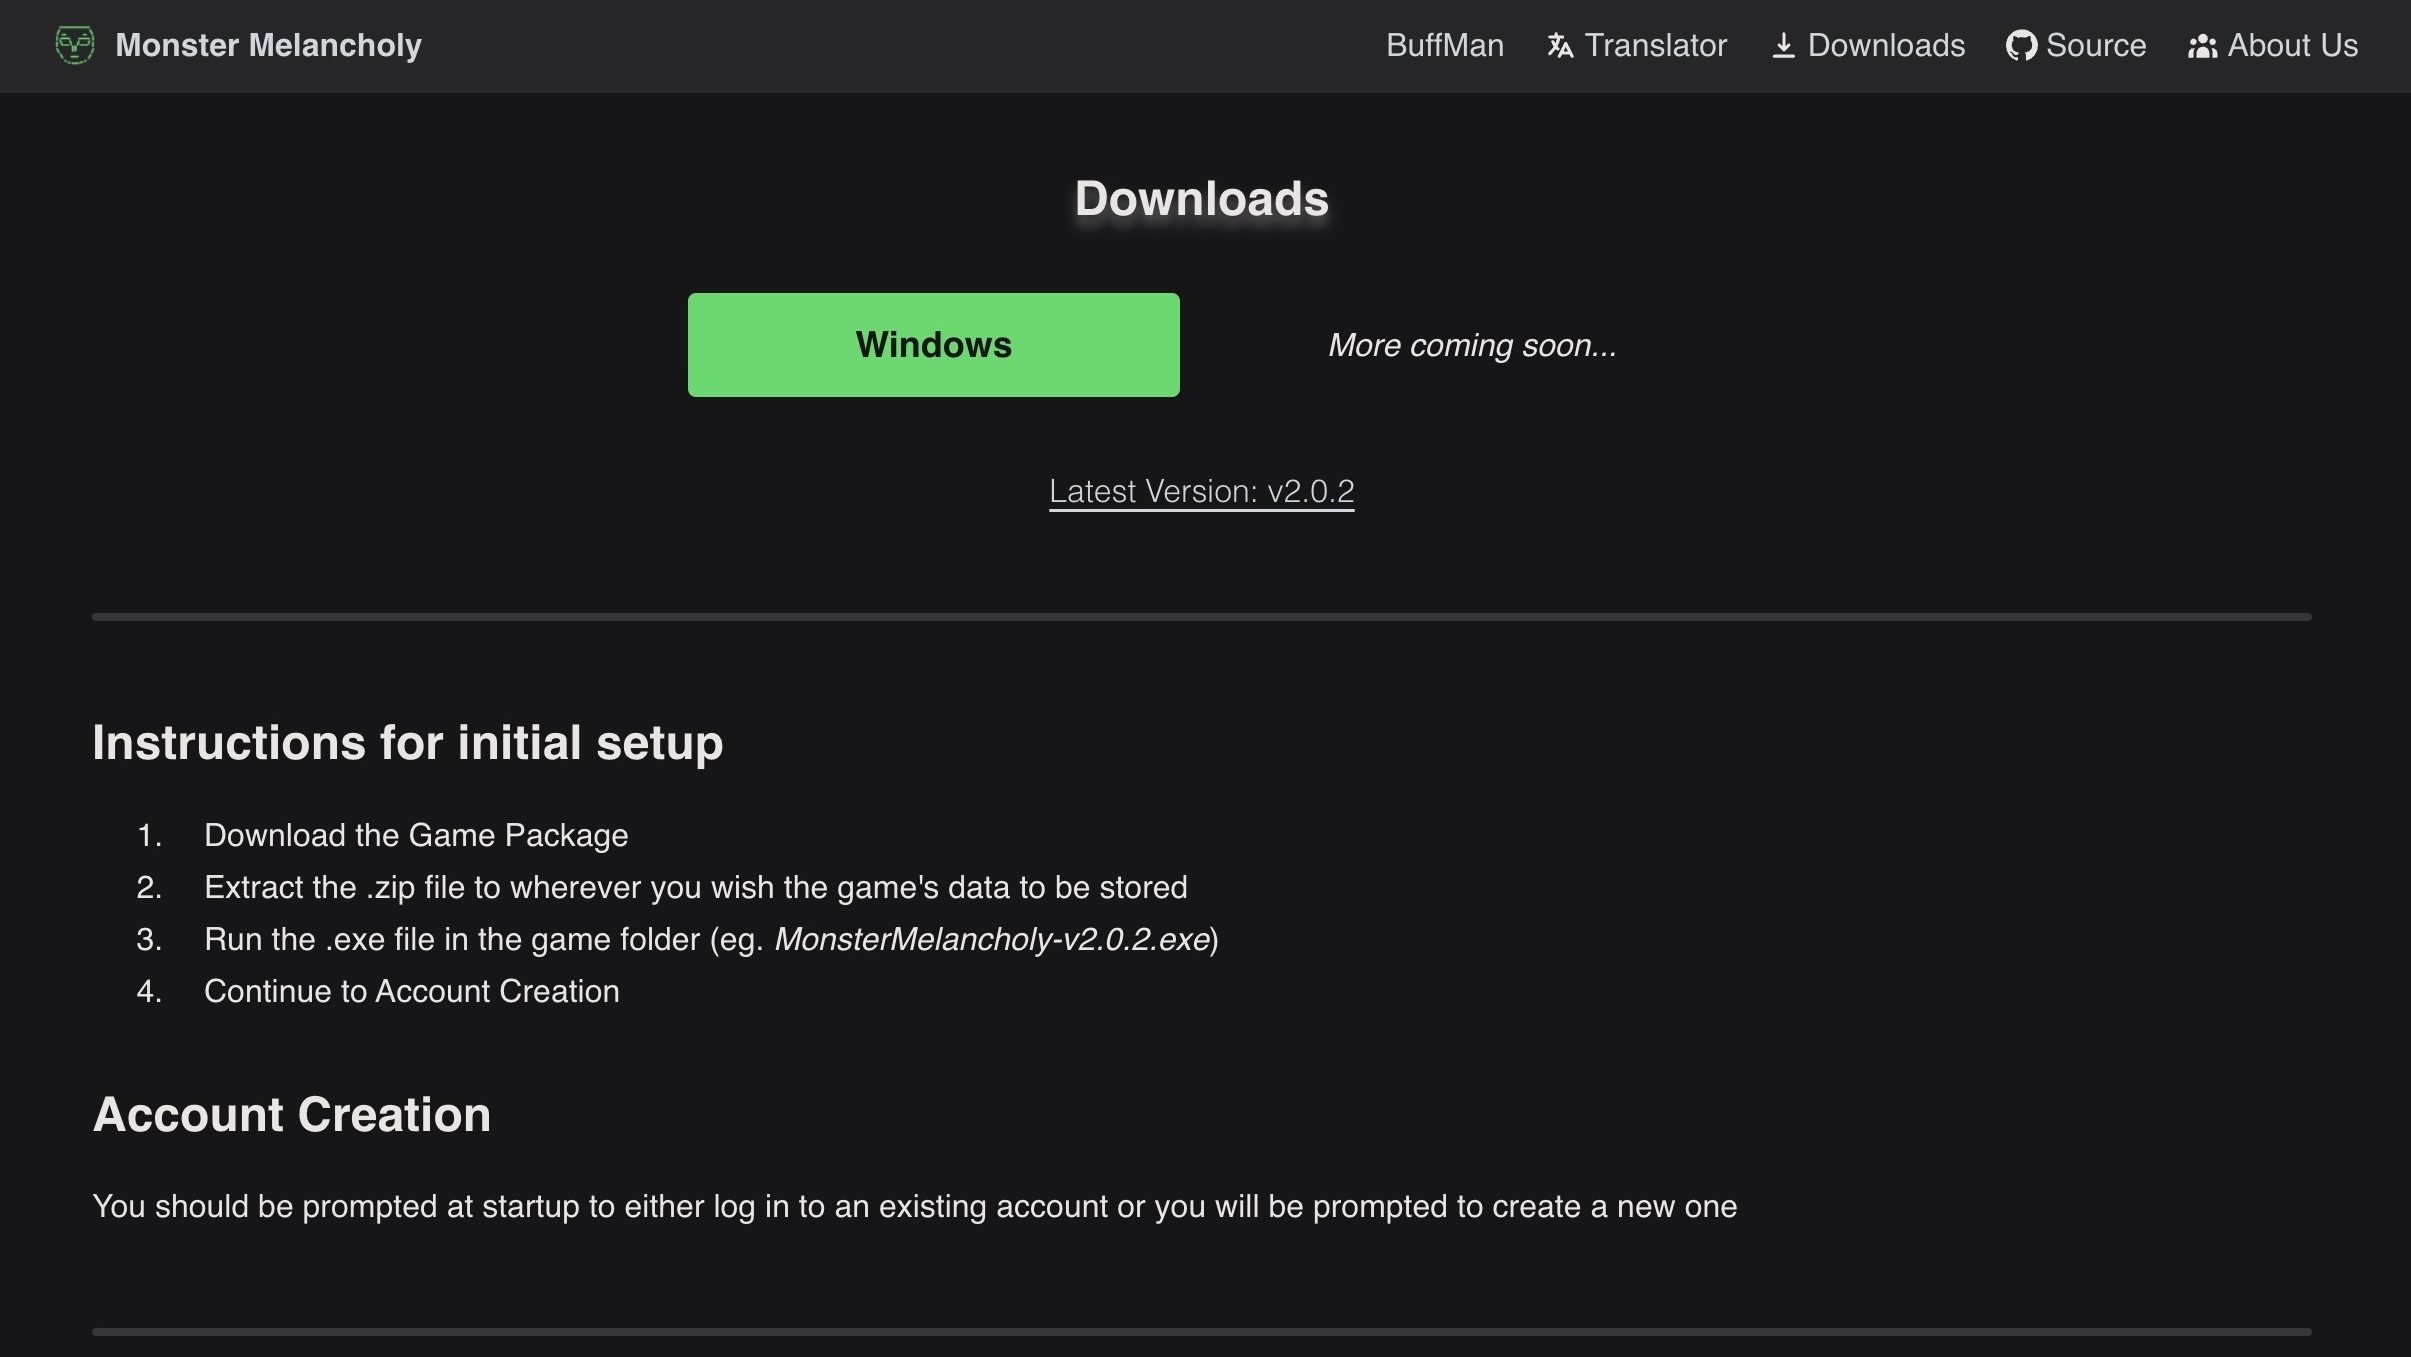 Monster Melancholy
BuffMan
Translator
Downloads
Source
About Us
Downloads
Windows
More coming soon...
Latest Version: v2.0.2
Instructions for initial setup
1. Download the Game Package
2. Extract the .zip file to wherever you wish the game's data to be stored
3. Run the .exe file in the game folder (eg. MonsterMelancholy-v2.0.2.exe)
4. Continue to Account Creation
Account Creation
You should be prompted at startup to either log in to an existing account or you will be prompted to create a new one